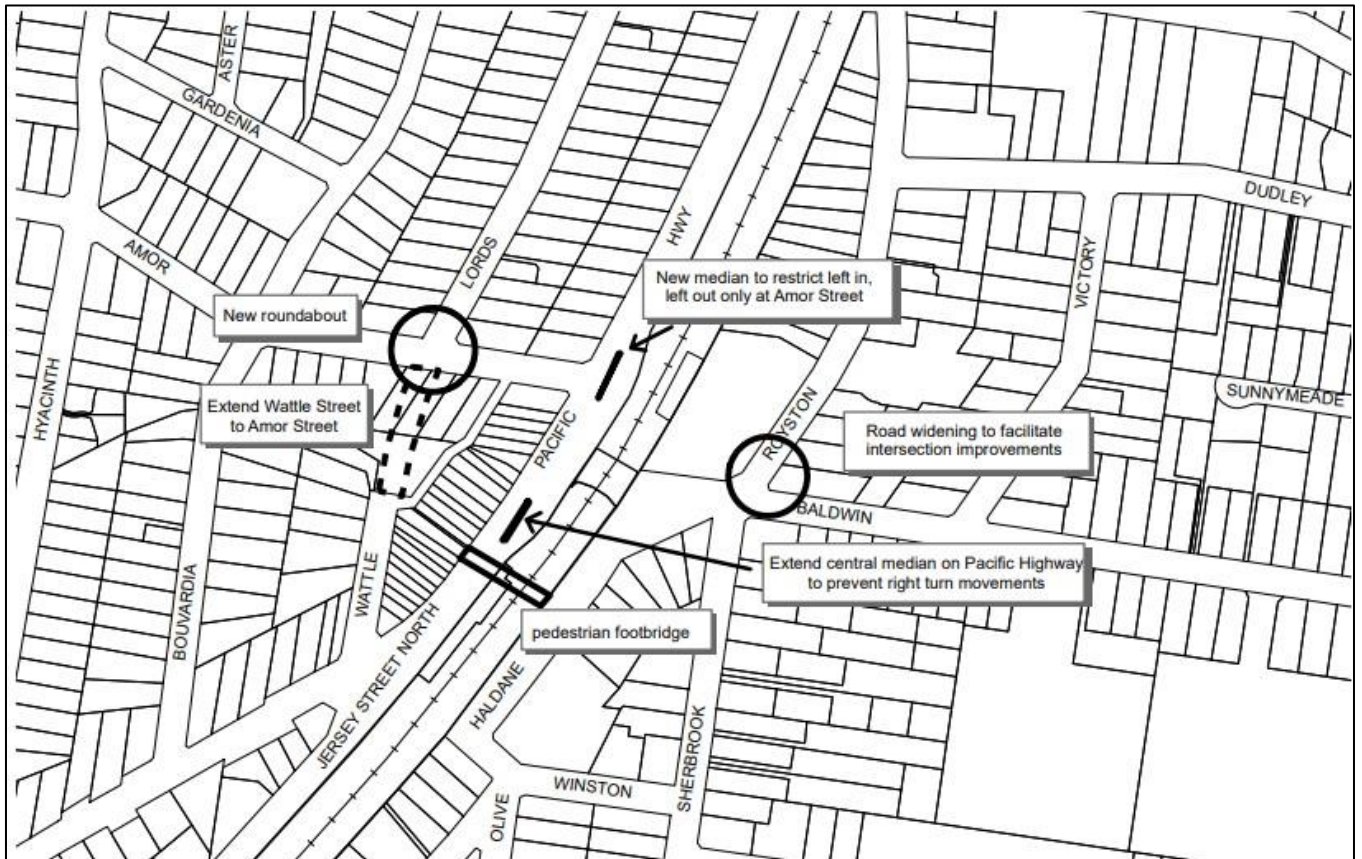 ASTER
GARDENIA
DUDLEY
LORDS
HWY
AMOR
VICTORY
New median to restrict left in,
left out only at Amor Street
New roundabout
HYACINTH
Extend Wattle Street
to Amor Street
SUNNYMEADE
PACIFIC
ROYSTON
Road widening to facilitate
intersection improvements
BALDWIN
Extend central median on Pacific Highway
to prevent right turn movements
WATTLE
BOUVARDIA
pedestrian footbridge
JERSEY STREET NORTH
HALDANE
SHERBROOK
WINSTON
OLIVE